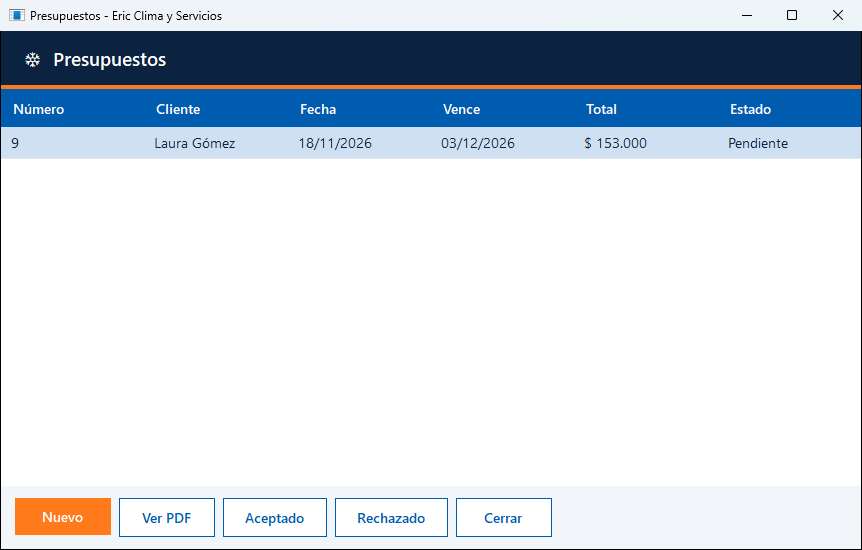 Presupuestos - Eric Clima y Servicios
Presupuestos
Número Cliente Fecha Vence Total Estado
9 Laura Gómez 18/11/2026 03/12/2026 $ 153.000 Pendiente
Nuevo Ver PDF Aceptado Rechazado Cerrar